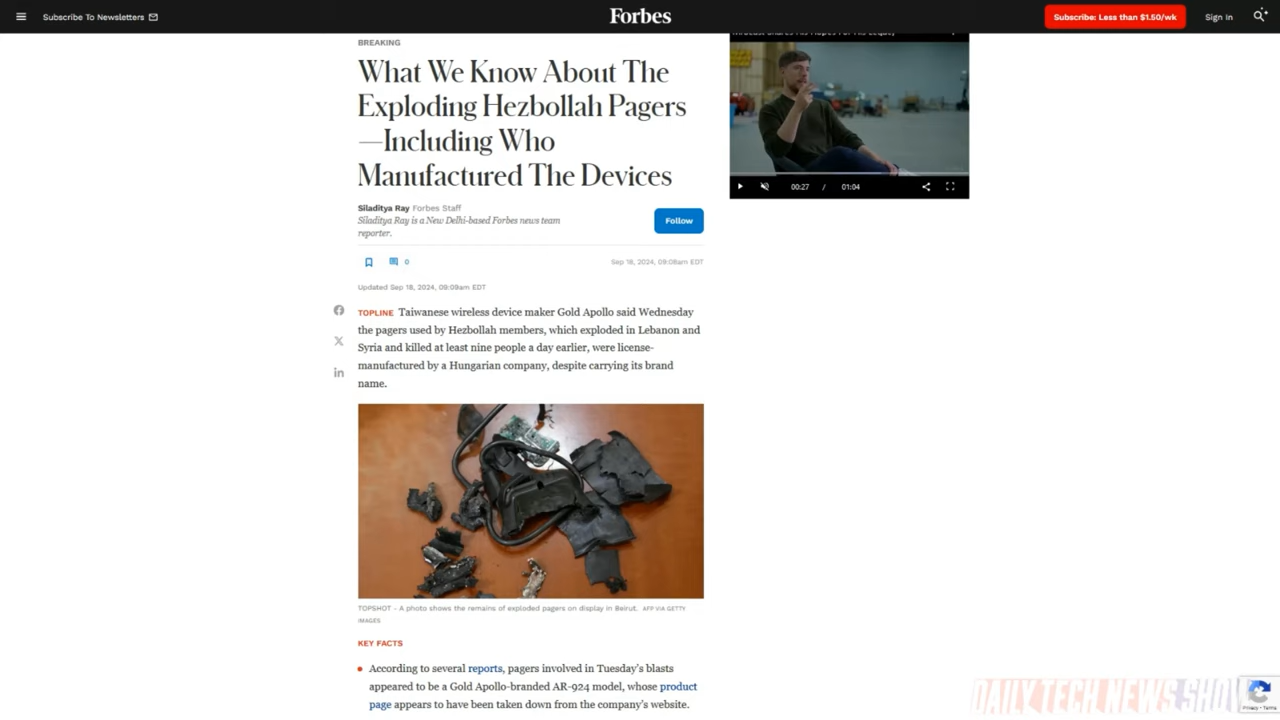 Subscribe To Newsletters
Forbes
Subscribe: Less than $1.50/wk
Sign In
BREAKING
What We Know About The
Exploding Hezbollah Pagers
—Including Who
Manufactured The Devices
Siladitya Ray Forbes Staff
Siladitya Ray is a New Delhi-based Forbes news team
reporter.
Follow
00:27 / 01:04
0
Sep 18, 2024, 09:09am EDT
Updated Sep 18, 2024, 09:09am EDT
TOPLINE Taiwanese wireless device maker Gold Apollo said Wednesday
the pagers used by Hezbollah members, which exploded in Lebanon and
Syria and killed at least nine people a day earlier, were license-
manufactured by a Hungarian company, despite carrying its brand
name.
TOPSHOT - A photo shows the remains of exploded pagers on display in Beirut. AFP VIA GETTY
IMAGES
KEY FACTS
According to several reports, pagers involved in Tuesday's blasts
appeared to be a Gold Apollo-branded AR-924 model, whose product
page appears to have been taken down from the company's website.
DAILY TECH NEWS SHOW
Privacy - Terms